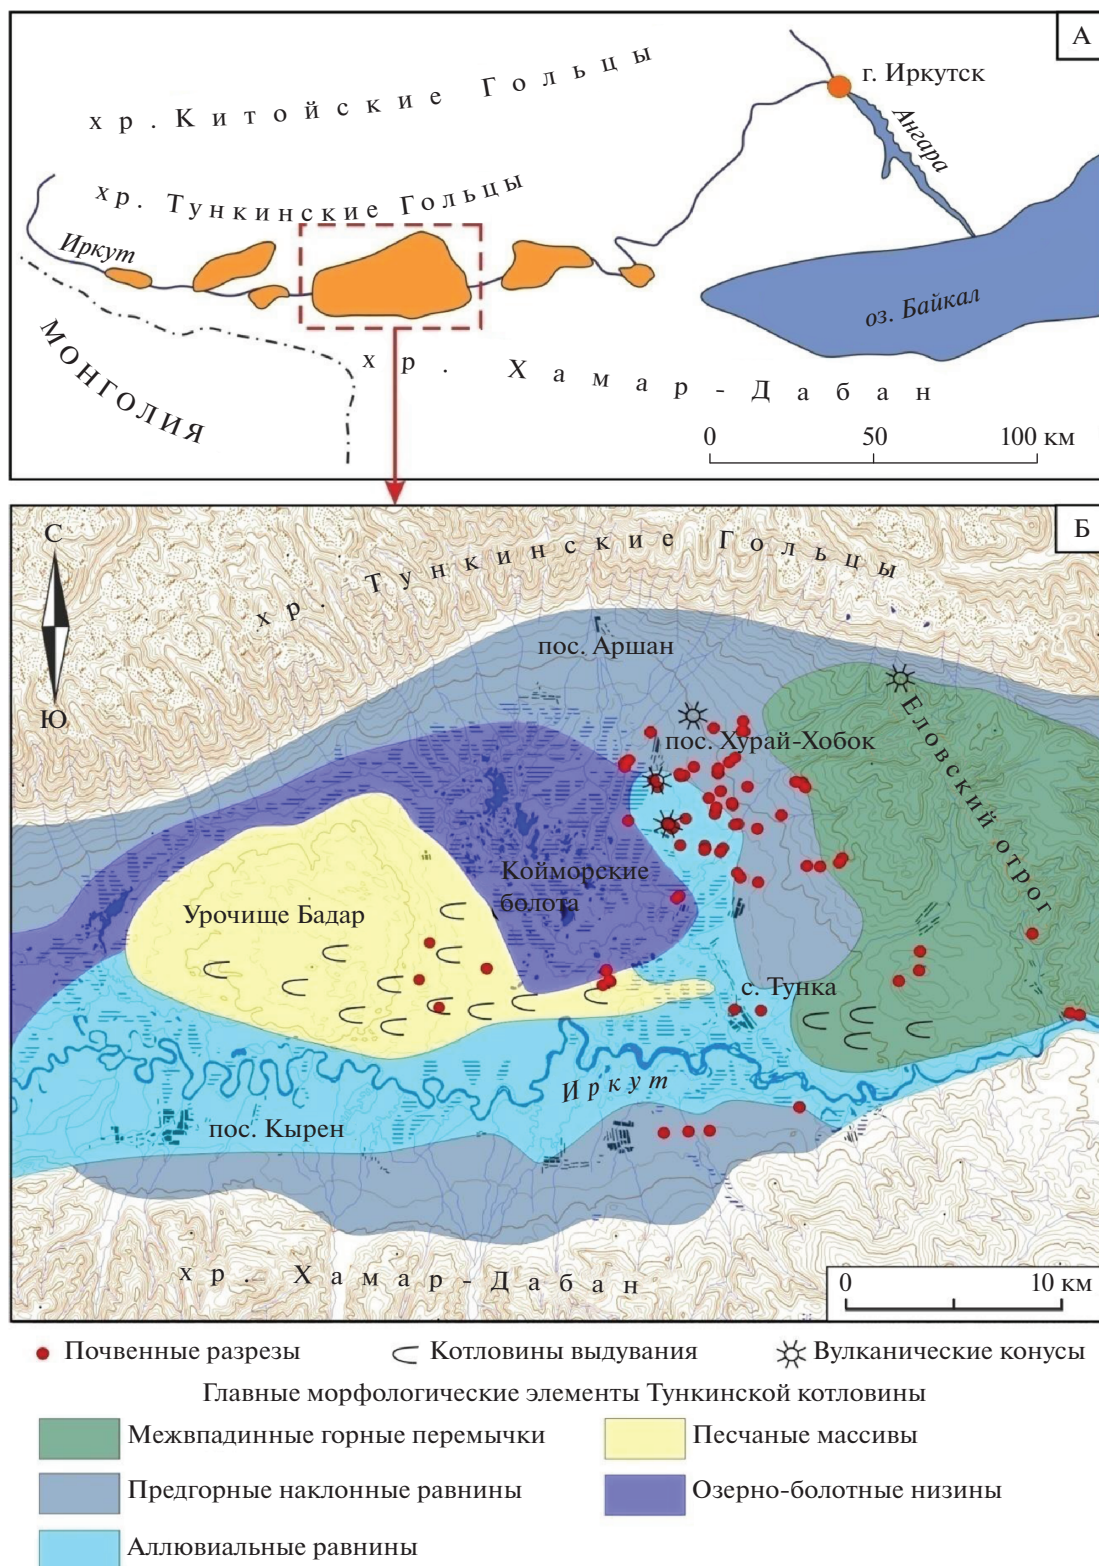 А
хр. Китойские Гольцы
г. Иркутск
Ангара
хр. Тункинские Гольцы
Иркут
оз. Байкал
МОНГОЛИЯ
хр. Хамар-Дабан
0 50 100 км
Б
С
Ю
хр. Тункинские Гольцы
пос. Аршан
пос. Хурай-Хобок
Еловский отрог
Койморские
болота
Урочище Бадар
с. Тунка
Иркут
пос. Кырен
хр. Хамар-Дабан
0 10 км
Почвенные разрезы
Котловины выдувания
Вулканические конусы
Главные морфологические элементы Тункинской котловины
Межвпадинные горные перемычки
Песчаные массивы
Предгорные наклонные равнины
Озерно-болотные низины
Аллювиальные равнины